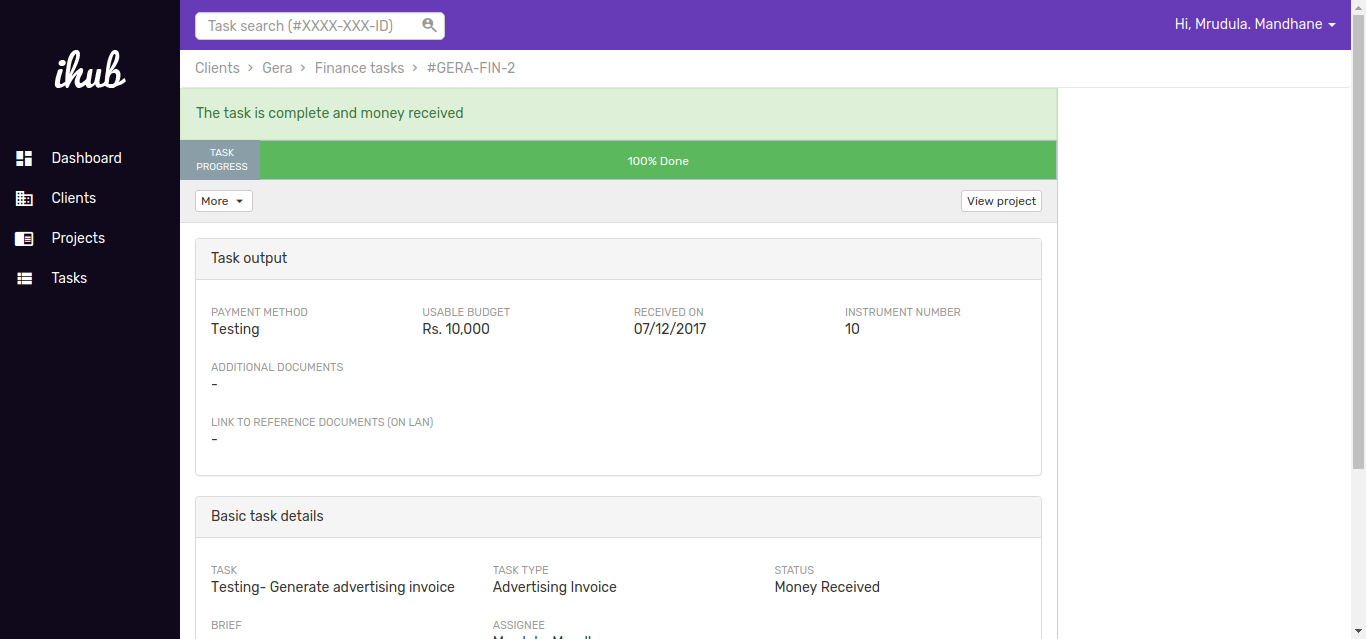 ihub
Task search (#XXXX-XXX-ID)
Hi, Mrudula. Mandhane
Dashboard
Clients
Projects
Tasks
Clients > Gera > Finance tasks > #GERA-FIN-2
The task is complete and money received
TASK
PROGRESS
100% Done
More
View project
Task output
PAYMENT METHOD
Testing
USABLE BUDGET
Rs. 10,000
RECEIVED ON
07/12/2017
INSTRUMENT NUMBER
10
ADDITIONAL DOCUMENTS
-
LINK TO REFERENCE DOCUMENTS (ON LAN)
-
Basic task details
TASK
Testing- Generate advertising invoice
TASK TYPE
Advertising Invoice
STATUS
Money Received
BRIEF
ASSIGNEE